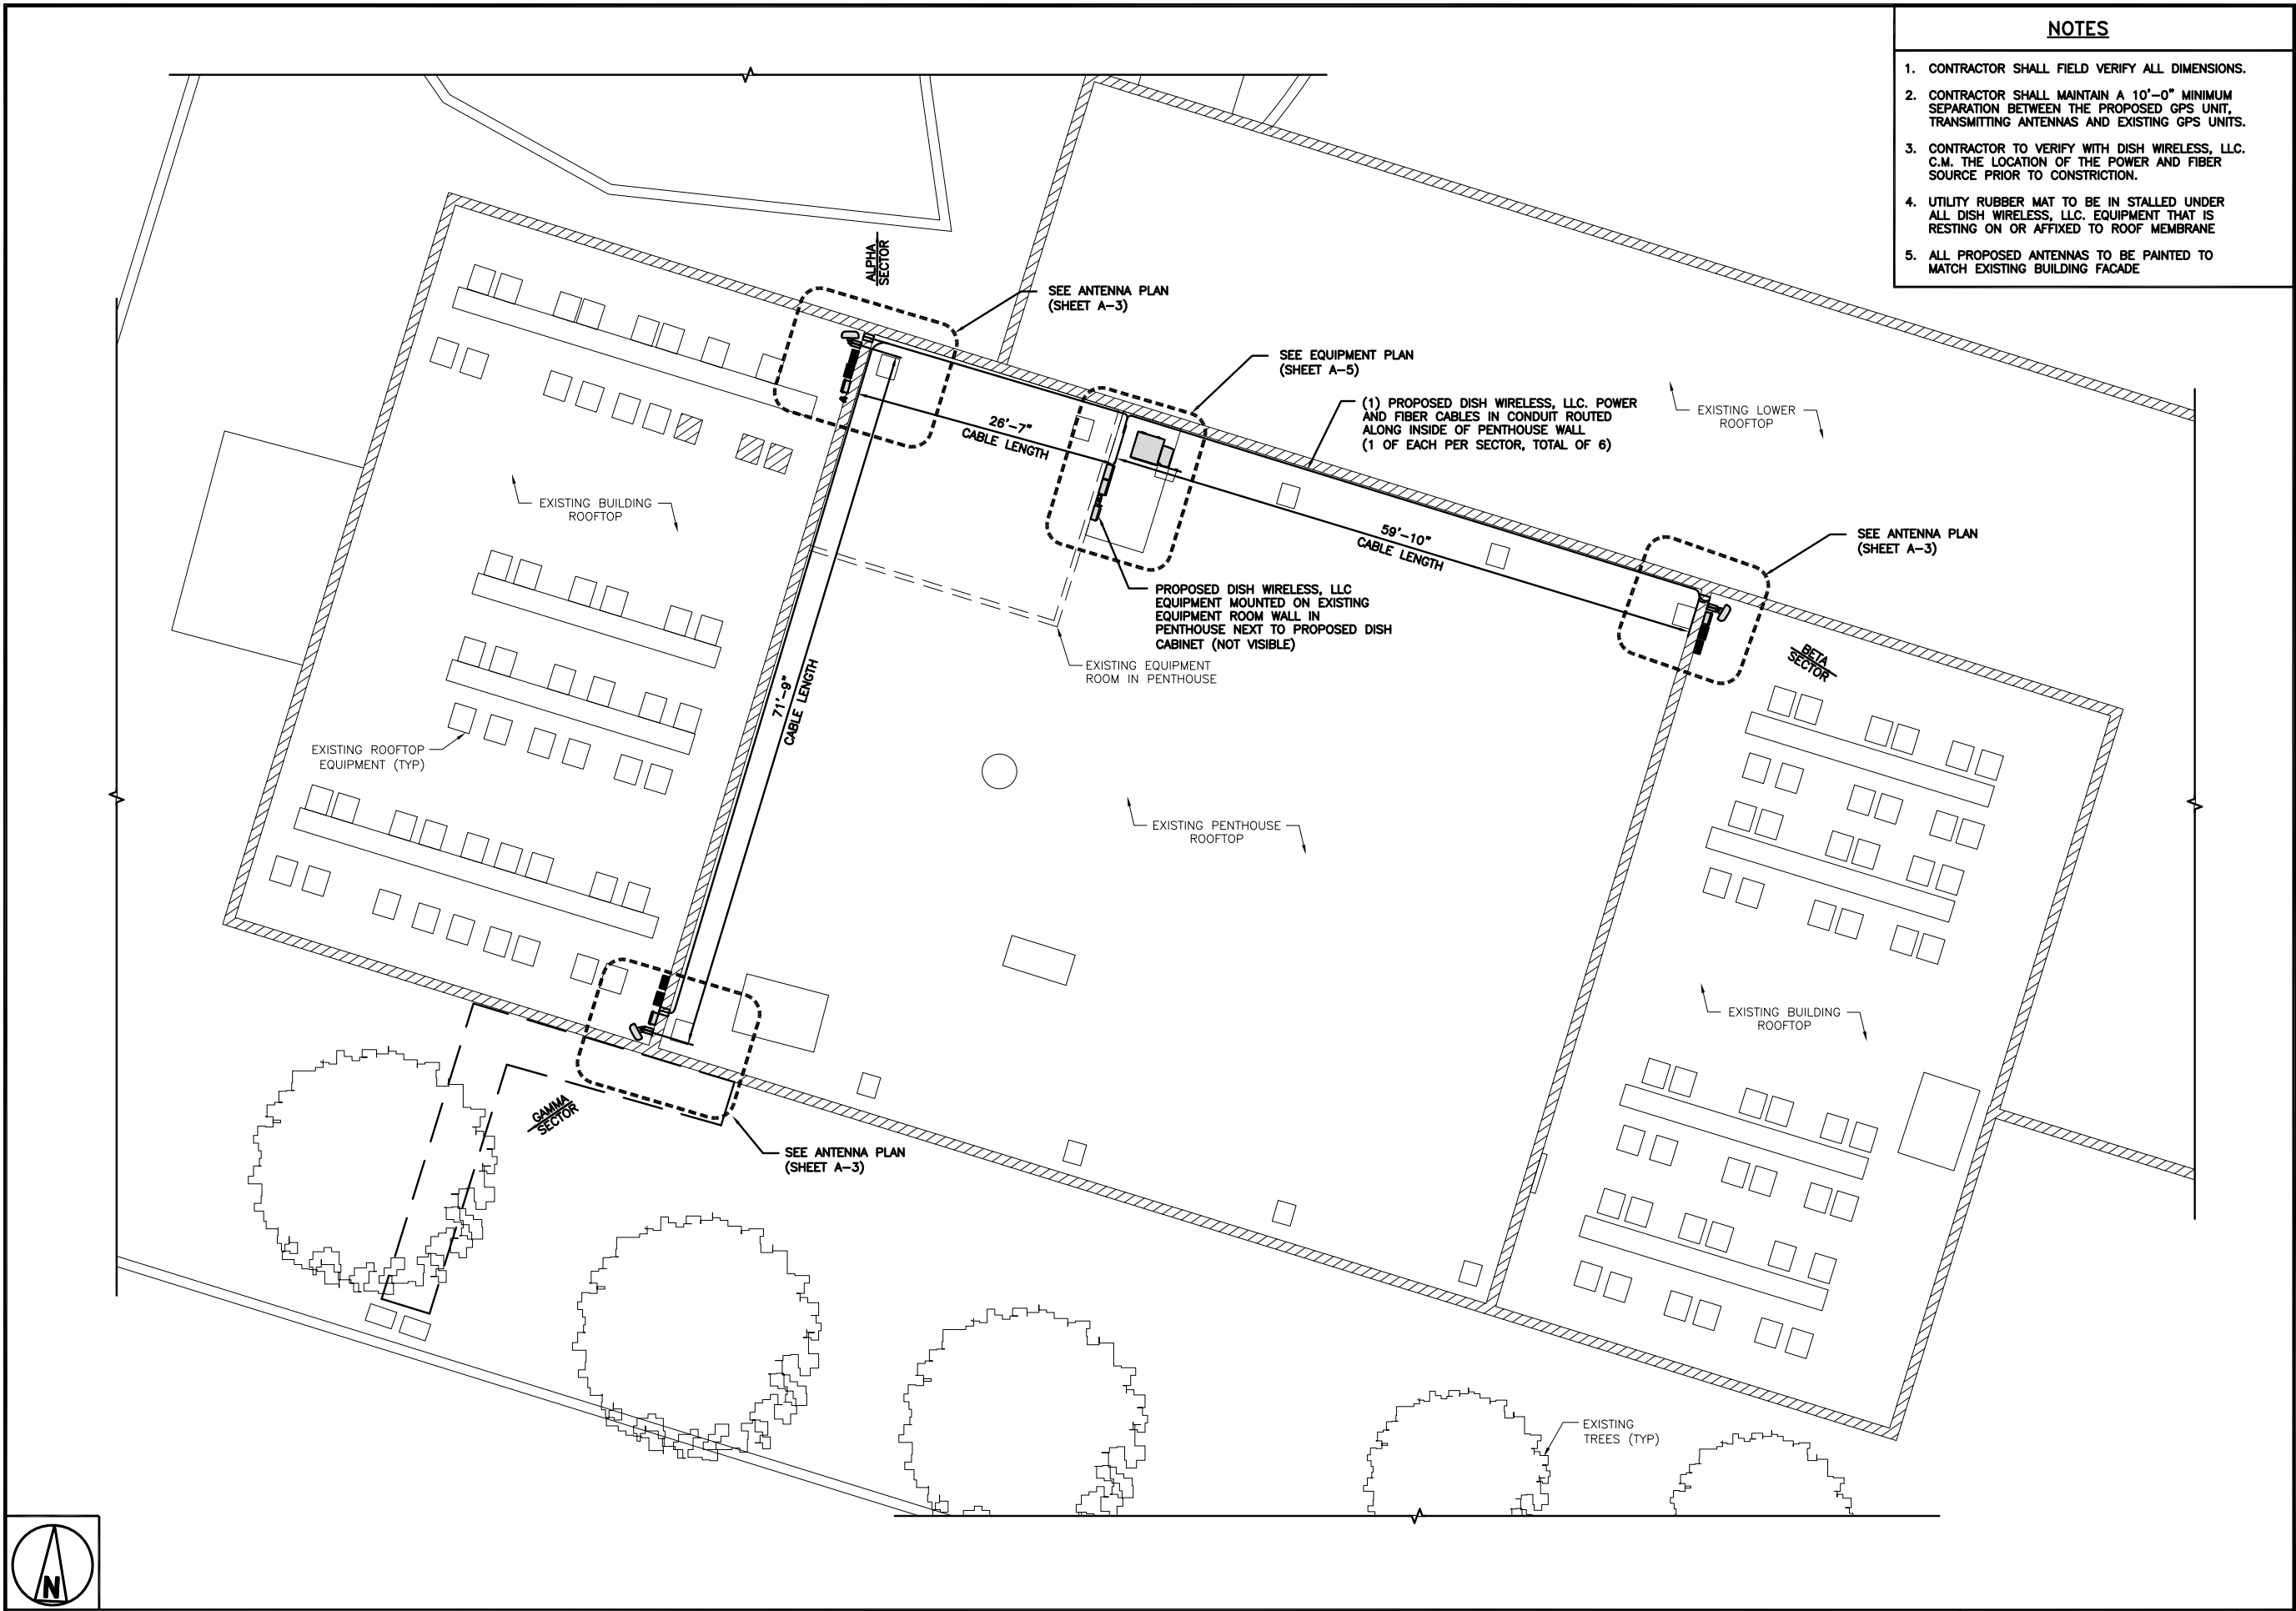 NOTES
1. CONTRACTOR SHALL FIELD VERIFY ALL DIMENSIONS.
2. CONTRACTOR SHALL MAINTAIN A 10'-0" MINIMUM
SEPARATION BETWEEN THE PROPOSED GPS UNIT,
TRANSMITTING ANTENNAS AND EXISTING GPS UNITS.
3. CONTRACTOR TO VERIFY WITH DISH WIRELESS, LLC.
C.M. THE LOCATION OF THE POWER AND FIBER
SOURCE PRIOR TO CONSTRICTION.
4. UTILITY RUBBER MAT TO BE IN STALLED UNDER
ALL DISH WIRELESS, LLC. EQUIPMENT THAT IS
RESTING ON OR AFFIXED TO ROOF MEMBRANE
5. ALL PROPOSED ANTENNAS TO BE PAINTED TO
MATCH EXISTING BUILDING FACADE
ALPHA
SECTOR
SEE ANTENNA PLAN
(SHEET A-3)
SEE EQUIPMENT PLAN
(SHEET A-5)
(1) PROPOSED DISH WIRELESS, LLC. POWER
AND FIBER CABLES IN CONDUIT ROUTED
ALONG INSIDE OF PENTHOUSE WALL
(1 OF EACH PER SECTOR, TOTAL OF 6)
EXISTING LOWER
ROOFTOP
26'-7"
CABLE LENGTH
EXISTING BUILDING
ROOFTOP
59'-10"
CABLE LENGTH
SEE ANTENNA PLAN
(SHEET A-3)
PROPOSED DISH WIRELESS, LLC
EQUIPMENT MOUNTED ON EXISTING
EQUIPMENT ROOM WALL IN
PENTHOUSE NEXT TO PROPOSED DISH
CABINET (NOT VISIBLE)
EXISTING EQUIPMENT
ROOM IN PENTHOUSE
BETA
SECTOR
71'-9"
CABLE LENGTH
EXISTING ROOFTOP
EQUIPMENT (TYP)
EXISTING PENTHOUSE
ROOFTOP
EXISTING BUILDING
ROOFTOP
GAMMA
SECTOR
SEE ANTENNA PLAN
(SHEET A-3)
EXISTING
TREES (TYP)
N